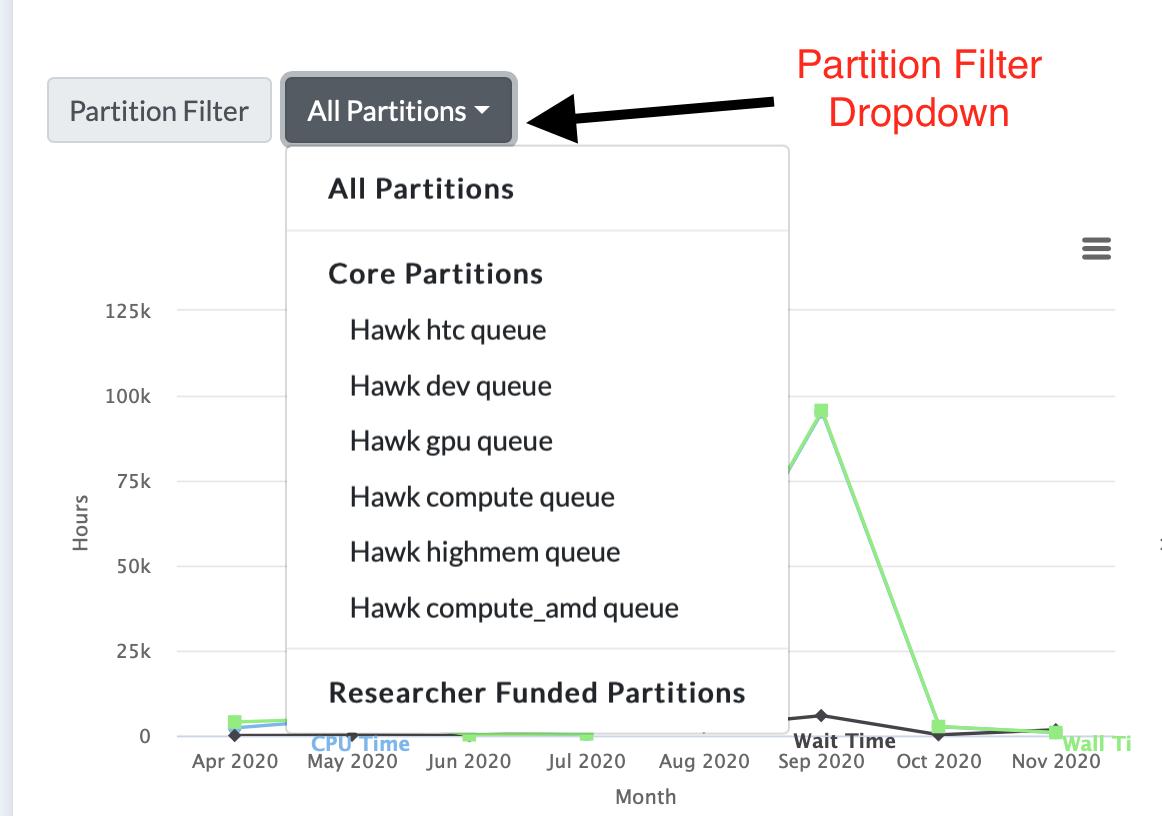 Partition Filter
Dropdown
Partition Filter
All Partitions
All Partitions
Core Partitions
Hawk htc queue
Hawk dev queue
Hawk gpu queue
Hawk compute queue
Hawk highmem queue
Hawk compute_amd queue
Researcher Funded Partitions
125k
100k
75k
50k
25k
0
Hours
CPU Time
Wait Time
Wall Ti
Apr 2020
May 2020
Jun 2020
Jul 2020
Aug 2020
Sep 2020
Oct 2020
Nov 2020
Month